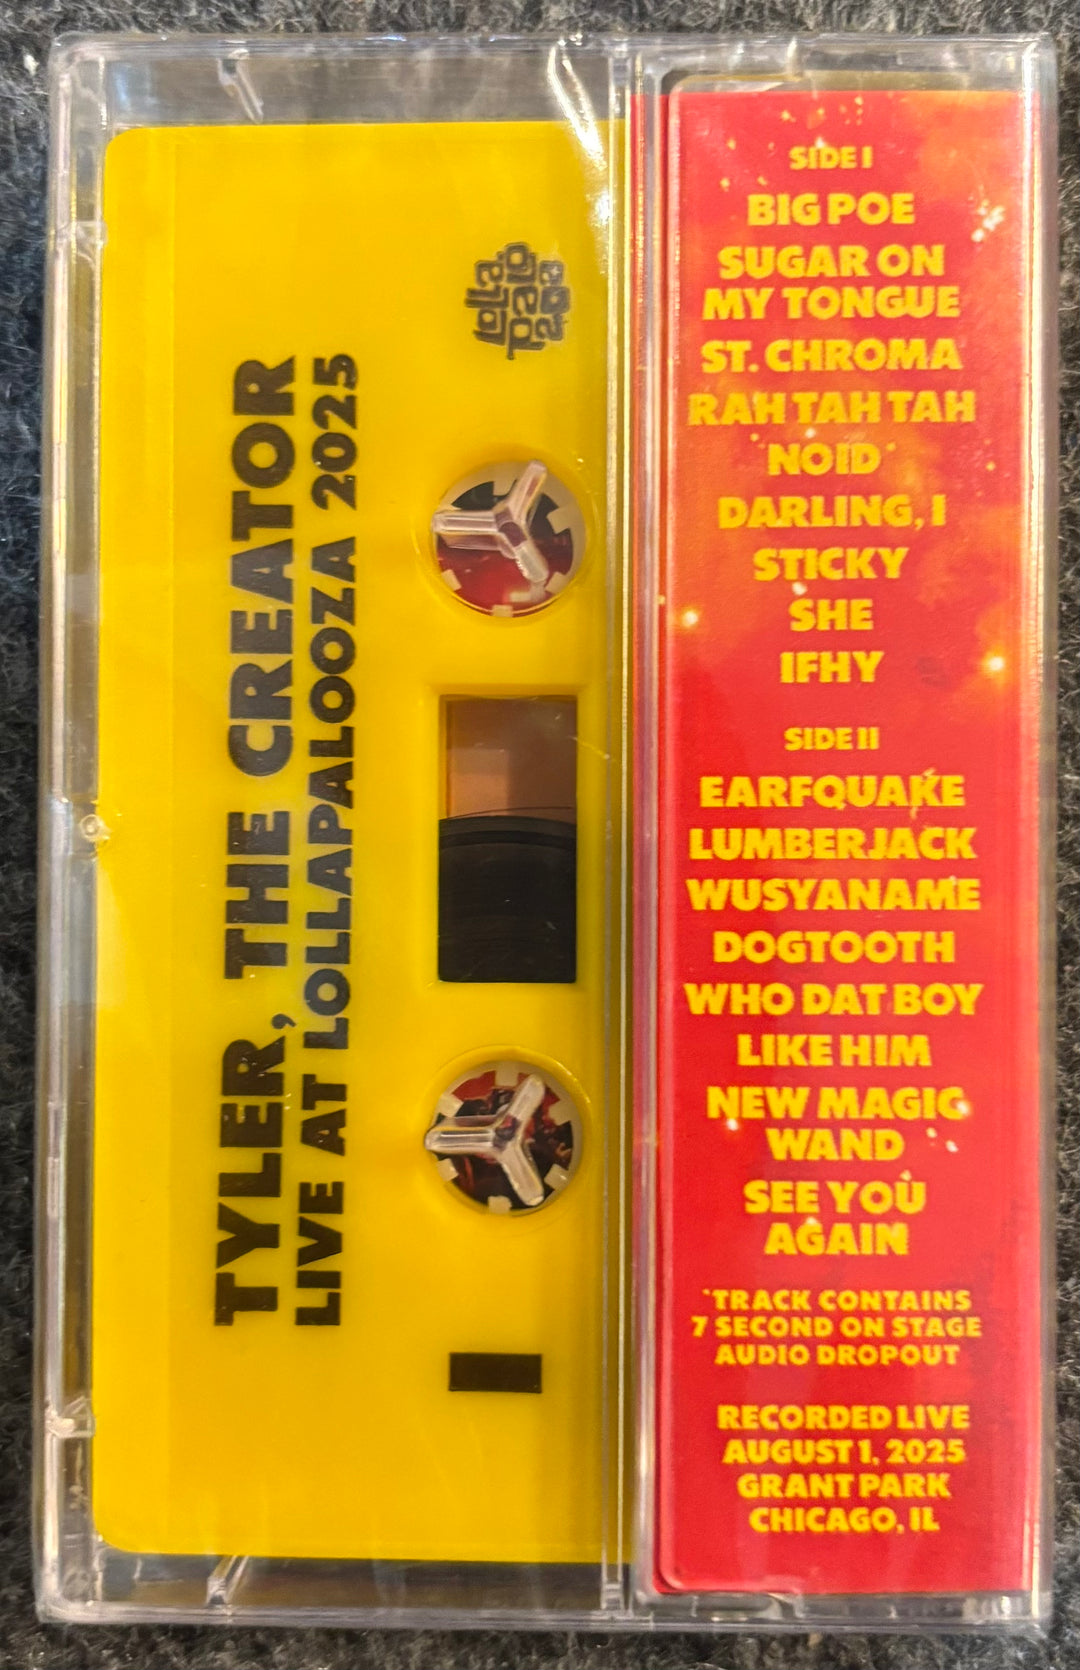 TYLER, THE CREATOR
LIVE AT LOLLAPALOOZA 2025
Lolla
palo
oza
I
SIDE I
BIG POE
SUGAR ON
MY TONGUE
ST. CHROMA
RAH TAH TAH
*NOID*
DARLING, I
STICKY
SHE
IFHY
SIDE II
EARFQUAKE
LUMBERJACK
WUSYANAME
DOGTOOTH
WHO DAT BOY
LIKE HIM
NEW MAGIC
WAND
SEE YOU
AGAIN
*TRACK CONTAINS
7 SECOND ON STAGE
AUDIO DROPOUT
RECORDED LIVE
AUGUST 1, 2025
GRANT PARK
CHICAGO, IL